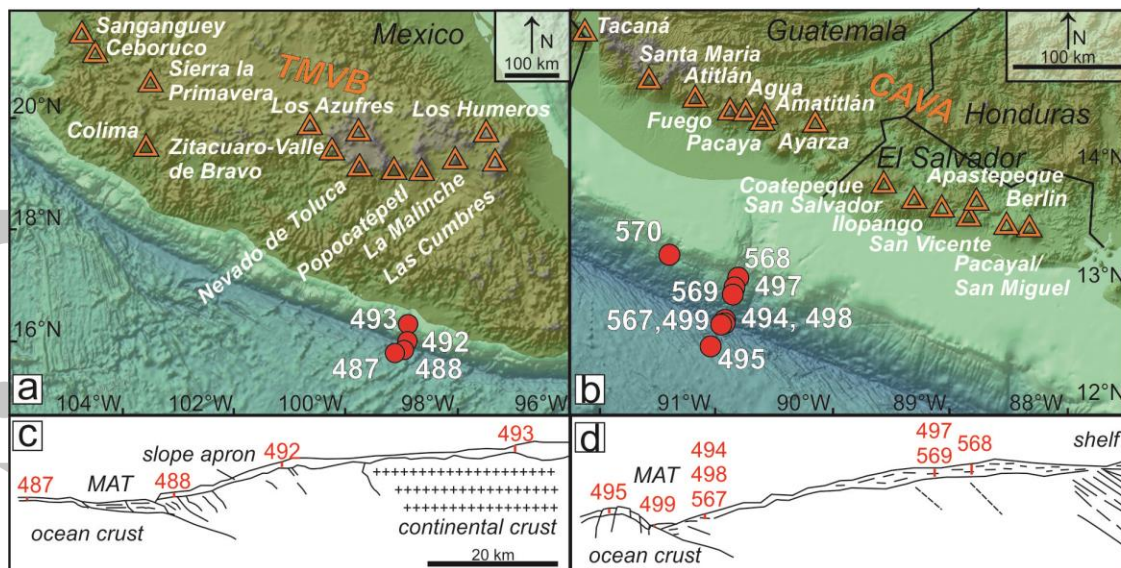 Sanganguey
Ceboruco
Mexico
N
100 km
Sierra la
Primavera
TMVB
20°N
Los Azufres
Los Humeros
Colima
Zitacuaro-Valle
de Bravo
18°N
Nevado de Toluca
Popocatépetl
La Malinche
Las Cumbres
16°N
493
492
487
488
a
104°W
102°W
100°W
98°W
96°W
Tacaná
Guatemala
N
100 km
Santa Maria
Atitlán
Agua
Amatitlán
CAVA
Honduras
Fuego
Pacaya
Ayarza
14°N
El Salvador
Coatepeque
San Salvador
Apastepeque
Berlin
Ilopango
San Vicente
Pacayal/
San Miguel
570
568
569
497
13°N
567,499
494, 498
495
b
12°N
91°W
90°W
89°W
88°W
c
493
slope apron
492
487
MAT
488
ocean crust
continental crust
20 km
d
497
569
568
shelf
494
498
567
MAT
495
499
ocean crust